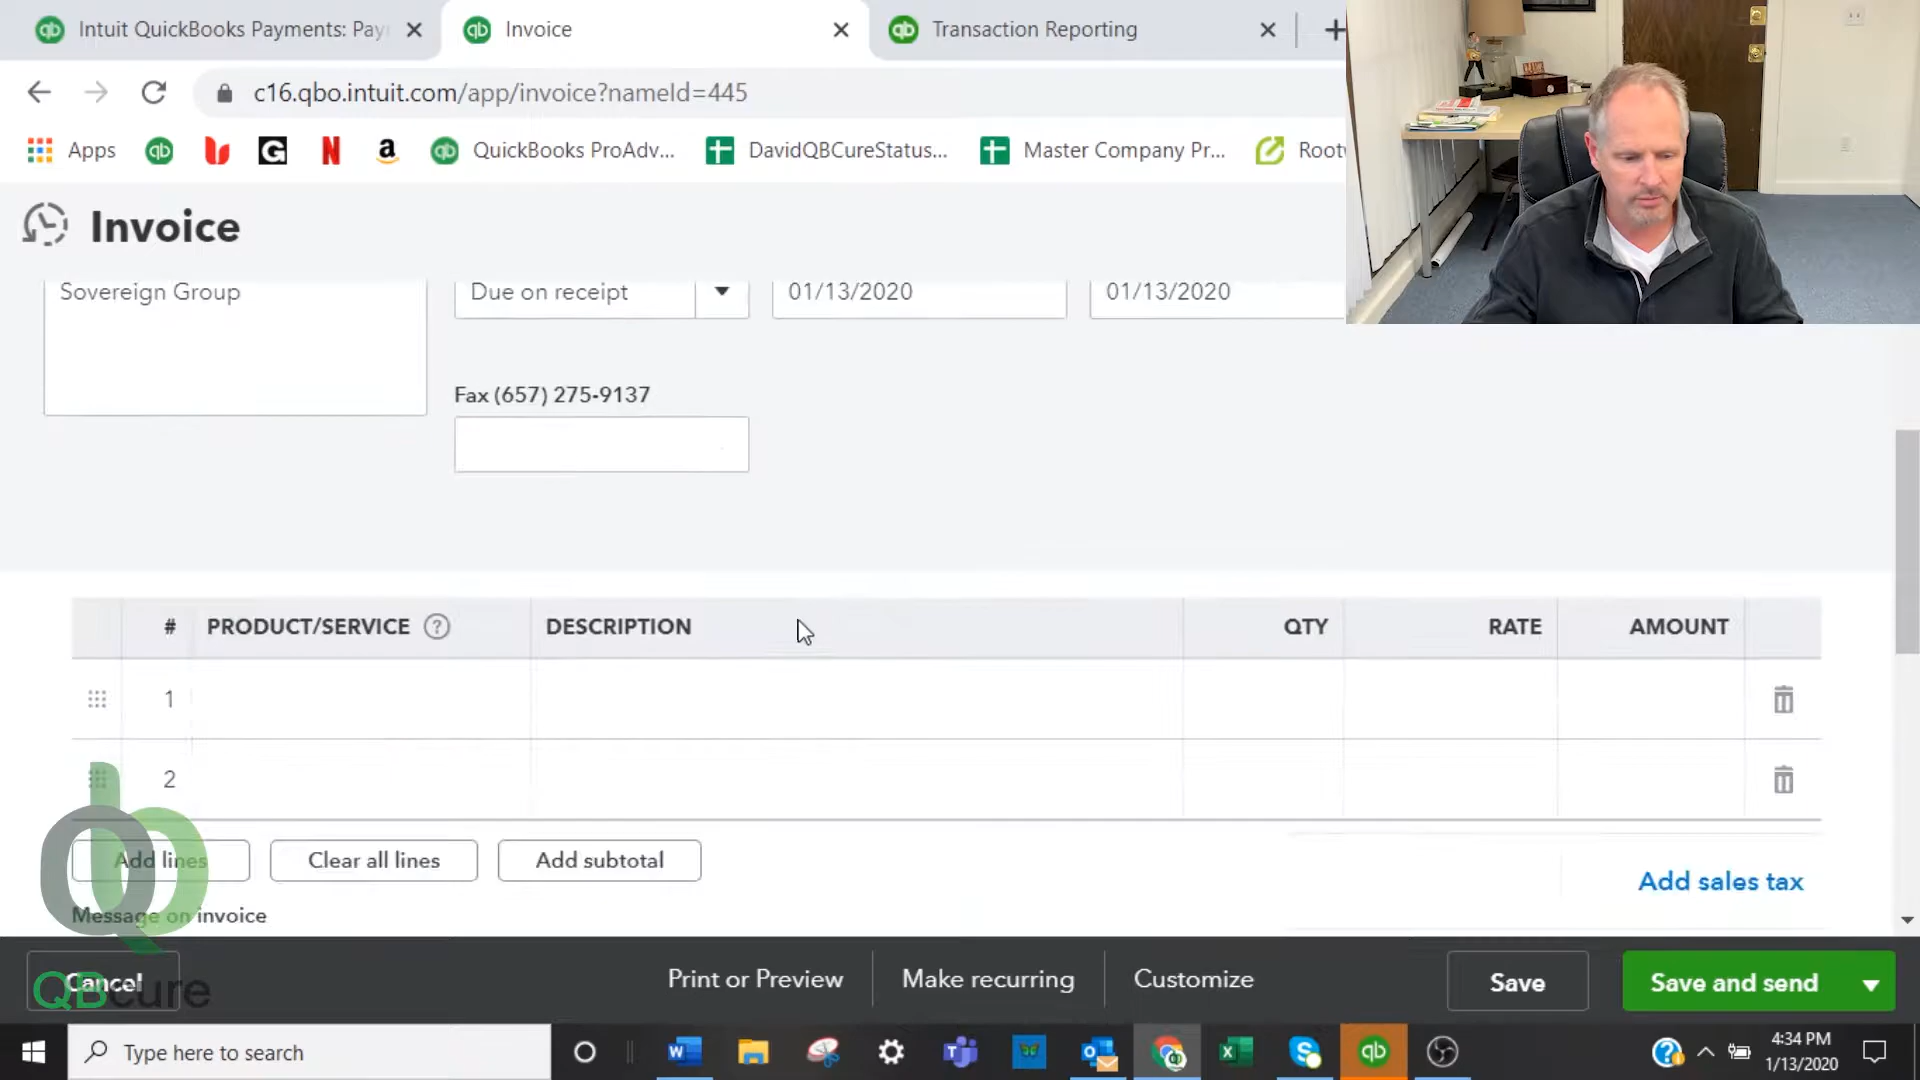 Intuit QuickBooks Payments: Pay
Invoice
Transaction Reporting
c16.qbo.intuit.com/app/invoice?nameId=445
Apps
G
N
a
QuickBooks ProAdv...
DavidQBCureStatus...
Master Company Pr...
Root
Invoice
Sovereign Group
Due on receipt
01/13/2020
01/13/2020
Fax (657) 275-9137
# PRODUCT/SERVICE ? DESCRIPTION QTY RATE AMOUNT
1
2
Add lines
Clear all lines
Add subtotal
Add sales tax
Message on invoice
Cancel
QBcure
Print or Preview
Make recurring
Customize
Save
Save and send
Type here to search
4:34 PM
1/13/2020